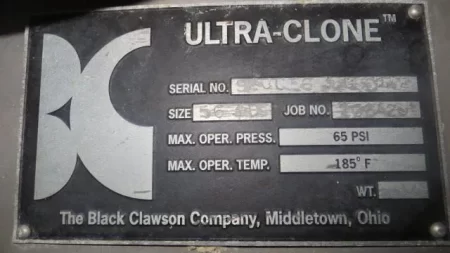 ULTRA-CLONE™
SERIAL NO.
SIZE JOB NO.
MAX. OPER. PRESS. 65 PSI
MAX. OPER. TEMP. 185° F
WT.
The Black Clawson Company, Middletown, Ohio